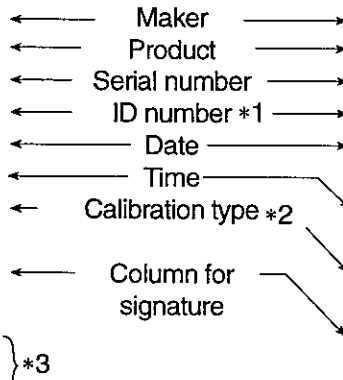 Maker
Product
Serial number
ID number *1
Date
Time
Calibration type *2
Column for
signature
}*3